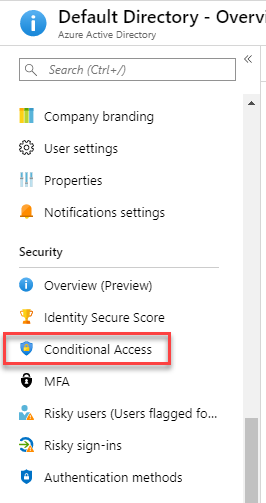 Default Directory - Overvi
Azure Active Directory
Search (Ctrl+/)
Company branding
User settings
Properties
Notifications settings
Security
Overview (Preview)
Identity Secure Score
Conditional Access
MFA
Risky users (Users flagged fo...
Risky sign-ins
Authentication methods